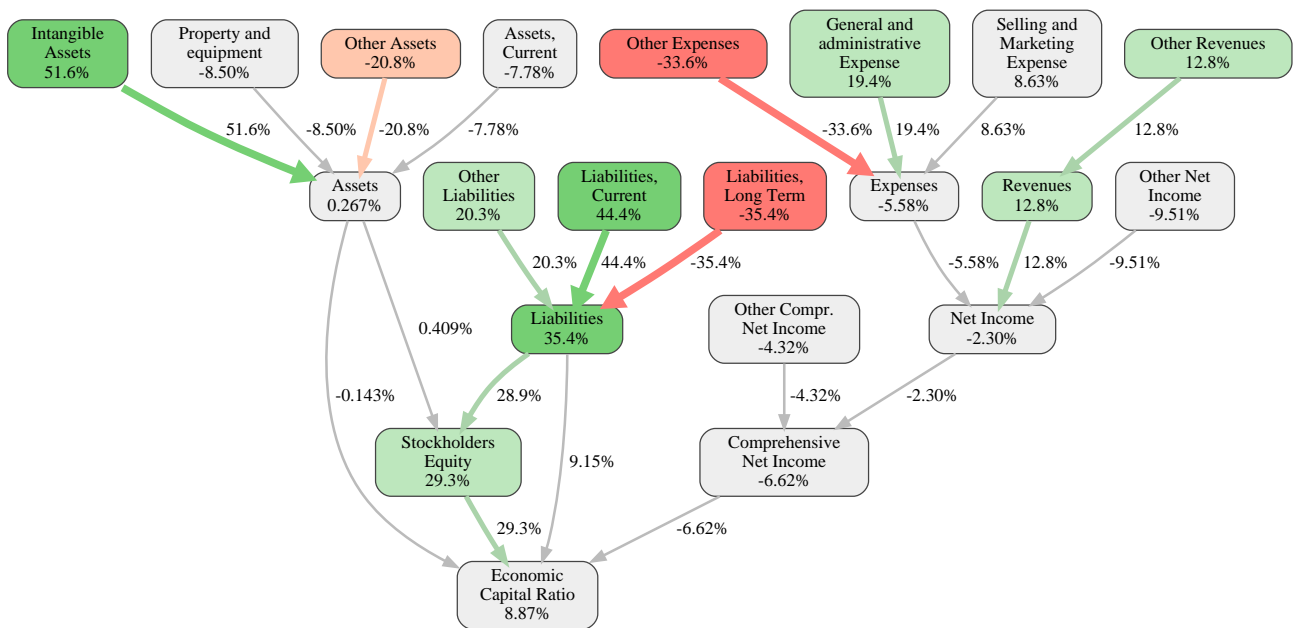 Intangible
Assets
51.6%
Property and
equipment
-8.50%
Other Assets
-20.8%
Assets,
Current
-7.78%
Other Expenses
-33.6%
General and
administrative
Expense
19.4%
Selling and
Marketing
Expense
8.63%
Other Revenues
12.8%
51.6%
-8.50%
-20.8%
-7.78%
-33.6%
19.4%
8.63%
12.8%
Assets
0.267%
Other
Liabilities
20.3%
Liabilities,
Current
44.4%
Liabilities,
Long Term
-35.4%
Expenses
-5.58%
Revenues
12.8%
Other Net
Income
-9.51%
20.3%
44.4%
-35.4%
-5.58%
12.8%
-9.51%
0.409%
Liabilities
35.4%
Other Compr.
Net Income
-4.32%
Net Income
-2.30%
-0.143%
28.9%
-4.32%
-2.30%
Stockholders
Equity
29.3%
9.15%
Comprehensive
Net Income
-6.62%
29.3%
-6.62%
Economic
Capital Ratio
8.87%